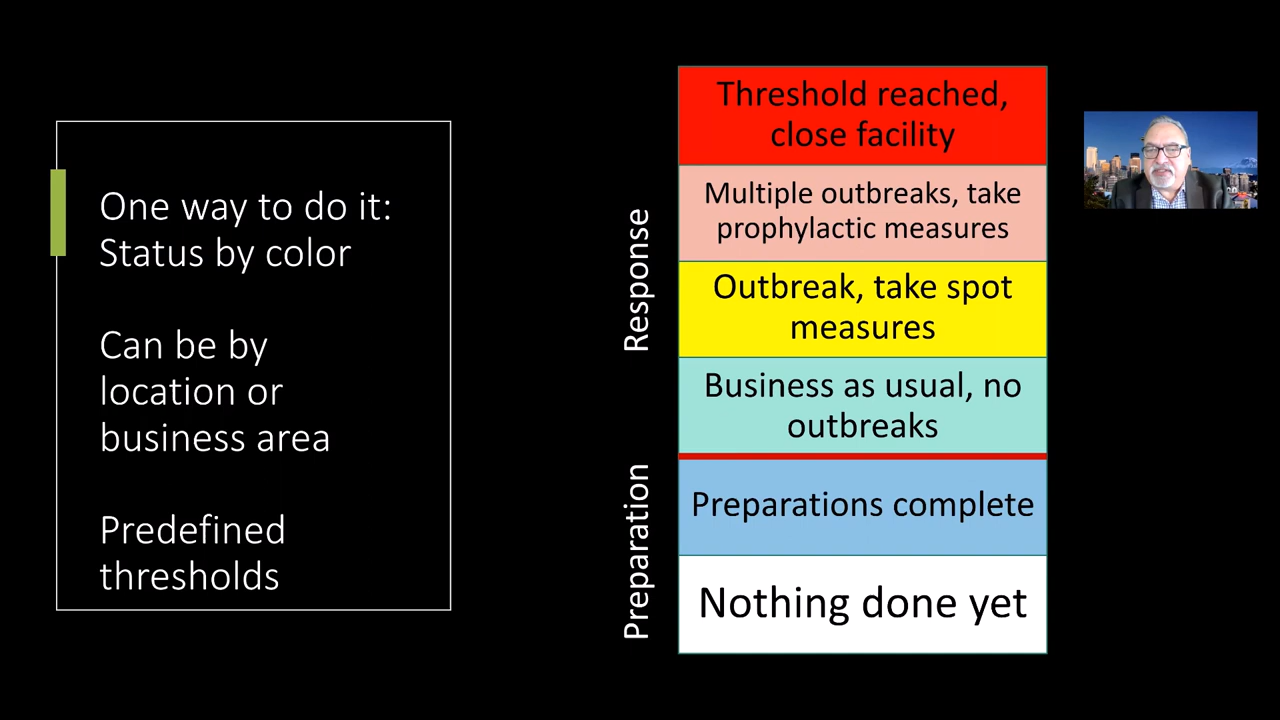 One way to do it:
Status by color
Can be by
location or
business area
Predefined
thresholds
Response
Preparation
Threshold reached,
close facility
Multiple outbreaks, take
prophylactic measures
Outbreak, take spot
measures
Business as usual, no
outbreaks
Preparations complete
Nothing done yet